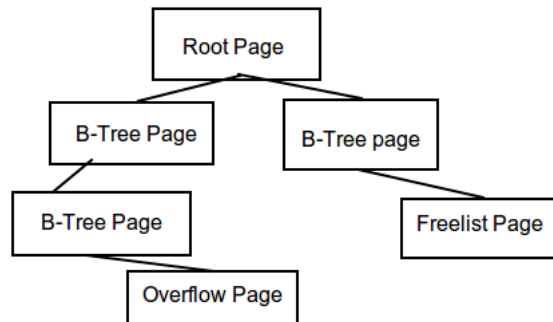 Root Page
B-Tree Page
B-Tree page
B-Tree Page
Freelist Page
Overflow Page